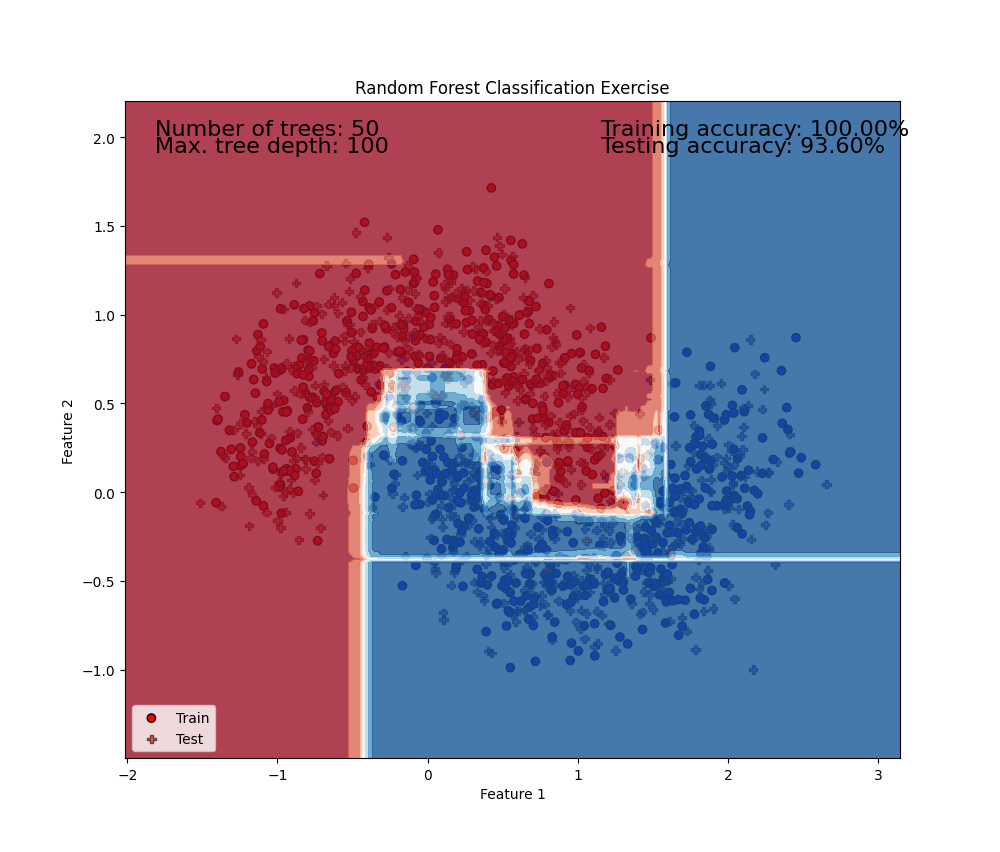 Random Forest Classification Exercise
Number of trees: 50
Max. tree depth: 100
Training accuracy: 100.00%
Testing accuracy: 93.60%
2.0
1.5
1.0
0.5
0.0
−0.5
−1.0
Feature 2
Train
Test
−2
−1
0
1
2
3
Feature 1